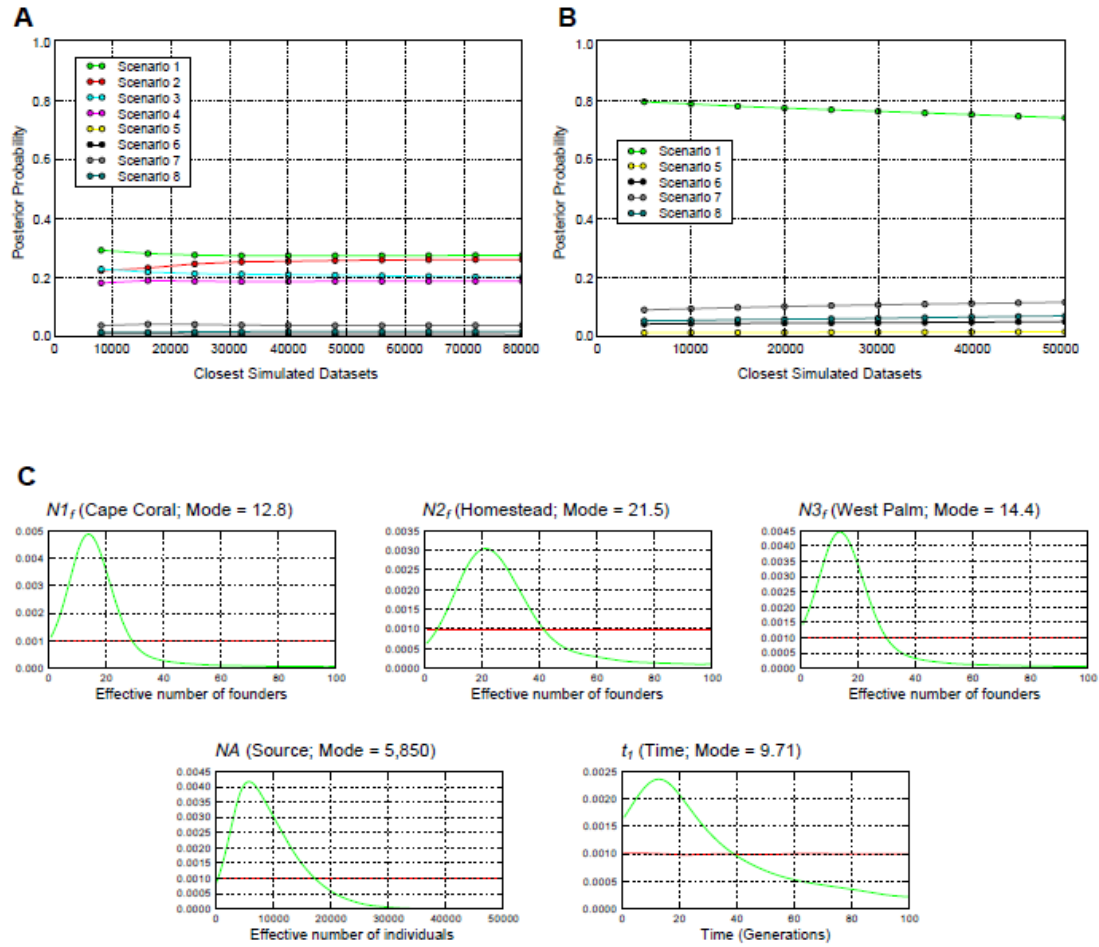 A
B
1.0
0.8
0.6
0.4
0.2
0.0
Posterior Probability
Scenario 1
Scenario 2
Scenario 3
Scenario 4
Scenario 5
Scenario 6
Scenario 7
Scenario 8
0 10000 20000 30000 40000 50000 60000 70000 80000
Closest Simulated Datasets
1.0
0.8
0.6
0.4
0.2
0.0
Posterior Probability
Scenario 1
Scenario 5
Scenario 6
Scenario 7
Scenario 8
0 10000 20000 30000 40000 50000
Closest Simulated Datasets
C
N1f (Cape Coral; Mode = 12.8)
0.005
0.004
0.003
0.002
0.001
0.000
0 20 40 60 80 100
Effective number of founders
N2f (Homestead; Mode = 21.5)
0.0035
0.0030
0.0025
0.0020
0.0015
0.0010
0.0005
0.0000
0 20 40 60 80 100
Effective number of founders
N3f (West Palm; Mode = 14.4)
0.0045
0.0040
0.0035
0.0030
0.0025
0.0020
0.0015
0.0010
0.0005
0.0000
0 20 40 60 80 100
Effective number of founders
NA (Source; Mode = 5,850)
0.0045
0.0040
0.0035
0.0030
0.0025
0.0020
0.0015
0.0010
0.0005
0.0000
0 10000 20000 30000 40000 50000
Effective number of individuals
t1 (Time; Mode = 9.71)
0.0025
0.0020
0.0015
0.0010
0.0005
0.0000
0 20 40 60 80 100
Time (Generations)